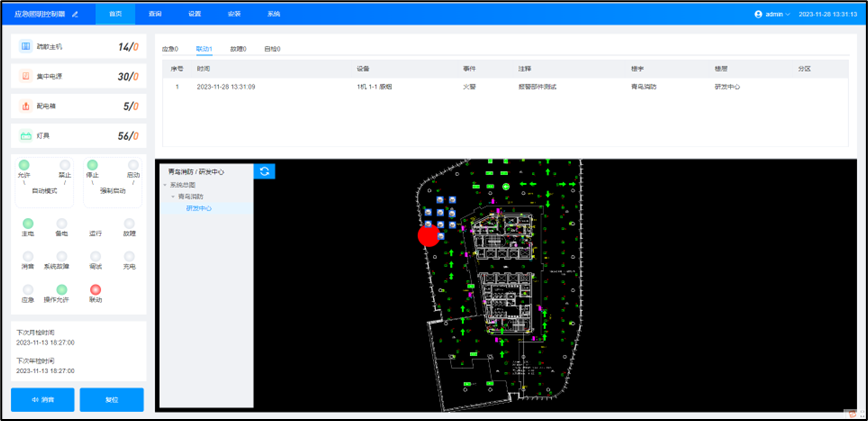 应急照明控制器 首页 查询 设置 安装 系统 admin 2023-11-28 13:31:13
疏散主机 14/0
集中电源 30/0
配电箱 5/0
灯具 56/0
允许 禁止 停止 启动
自动模式 强制启动
主电 备电 运行 故障
消音 系统故障 调试 充电
应急 操作允许 联动
下次月检时间
2023-11-13 18:27:00
下次年检时间
2023-11-13 18:27:00
消音 复位
应急0 联动1 故障0 自检0
序号 时间 设备 事件 注释 楼宇 楼层 分区
1 2023-11-28 13:31:09 1机 1-1 感烟 火警 报警部件测试 青鸟消防 研发中心
青鸟消防 / 研发中心
系统总图
青鸟消防
研发中心